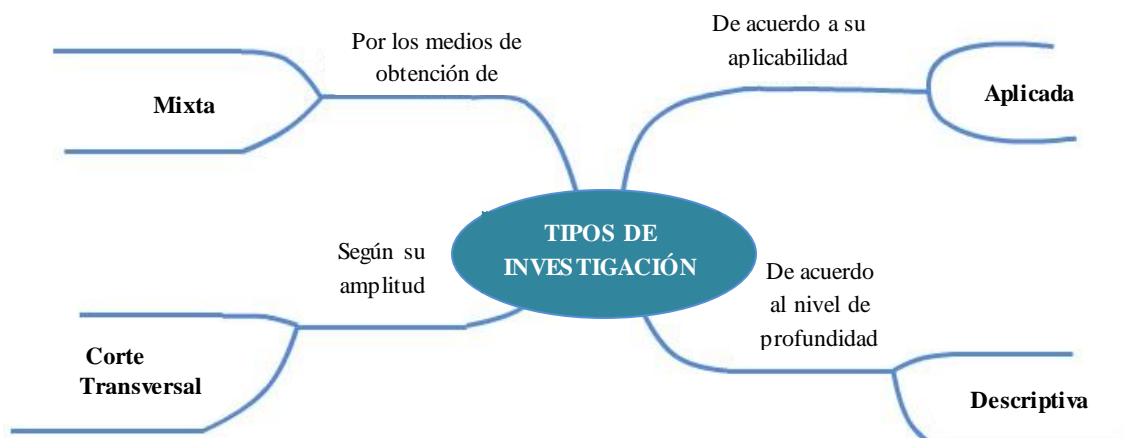 Por los medios de
obtención de
Mixta
De acuerdo a su
aplicabilidad
Aplicada
TIPOS DE
INVESTIGACIÓN
Según su
amplitud
Corte
Transversal
De acuerdo
al nivel de
profundidad
Descriptiva